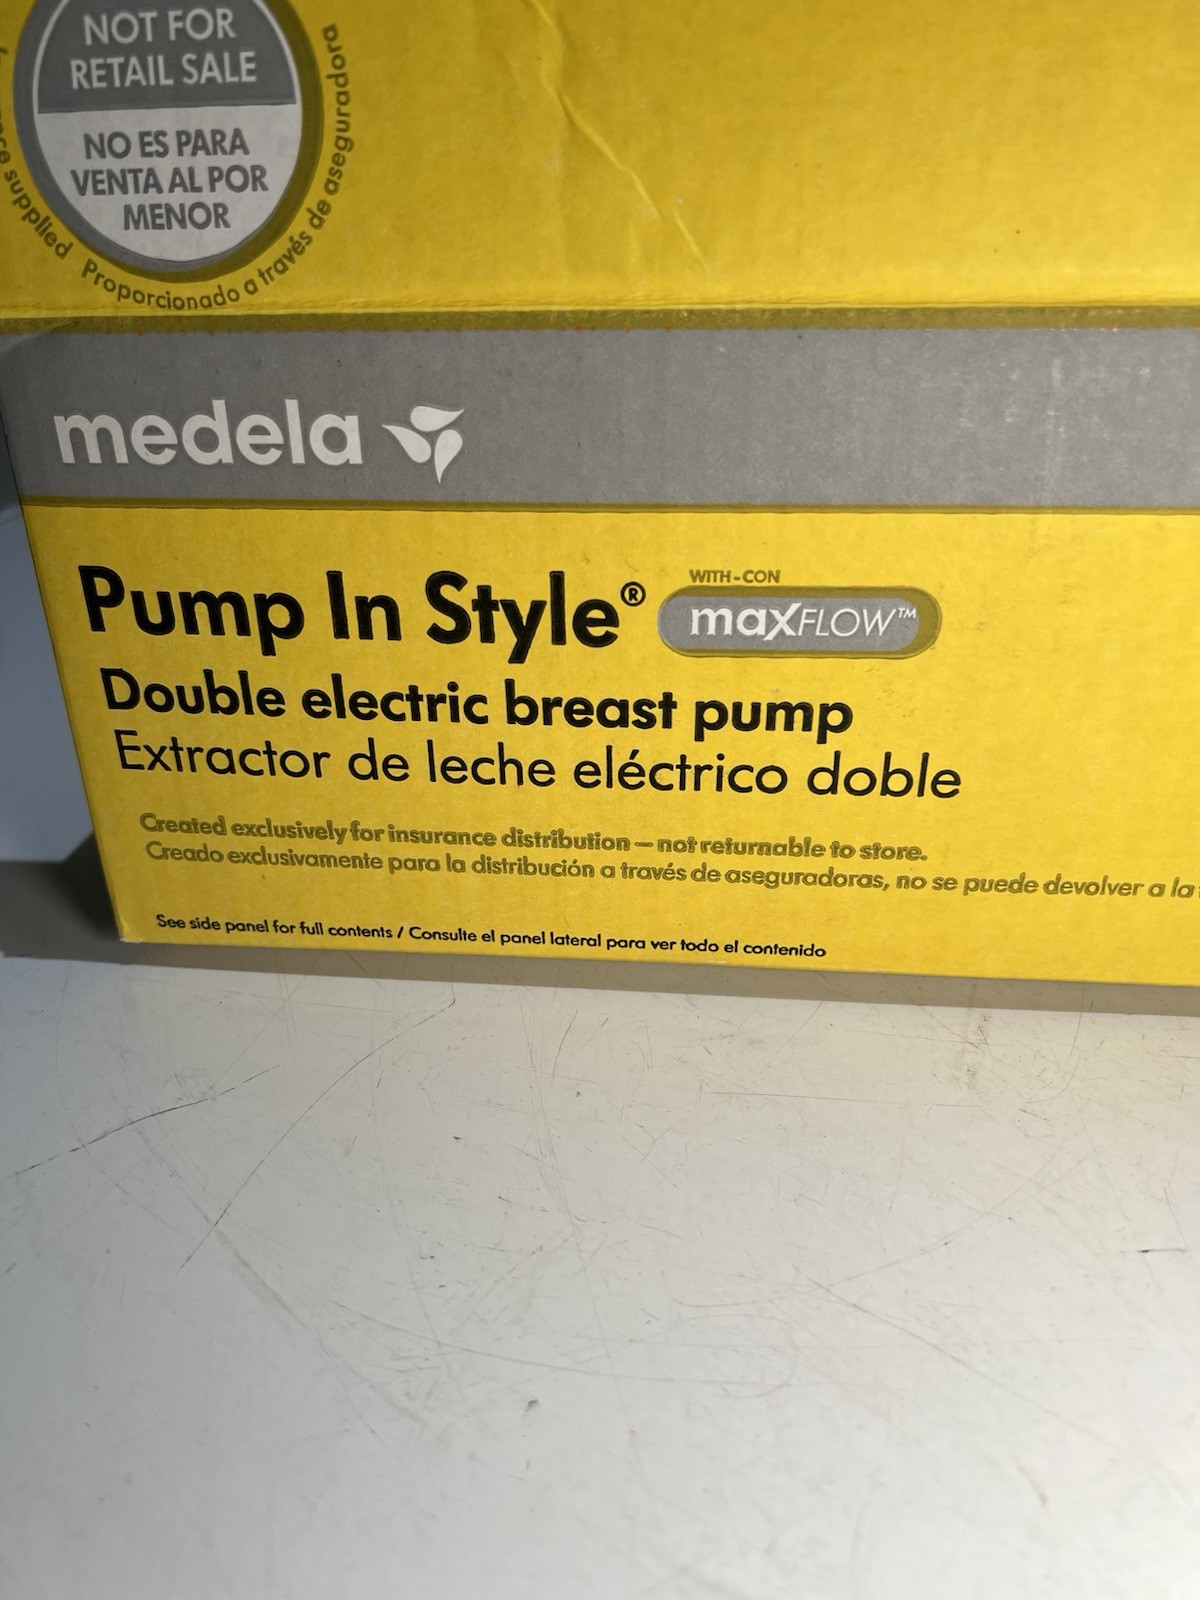 NOT FOR
RETAIL SALE
NO ES PARA
VENTA AL POR
MENOR
supplied
Proporcionado a través de aseguradora
medela
Pump In Style®
WITH-CON
maxFLOW™
Double electric breast pump
Extractor de leche eléctrico doble
Created exclusively for insurance distribution – not returnable to store.
Creado exclusivamente para la distribución a través de aseguradoras, no se puede devolver a la
See side panel for full contents / Consulte el panel lateral para ver todo el contenido